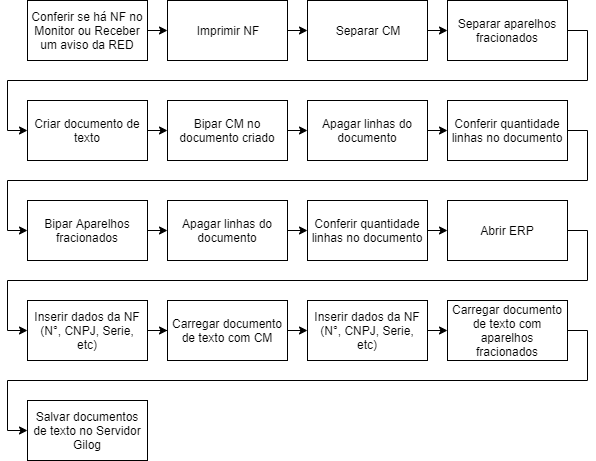 Conferir se há NF no
Monitor ou Receber
um aviso da RED
Imprimir NF
Separar CM
Separar aparelhos
fracionados
Criar documento de
texto
Bipar CM no
documento criado
Apagar linhas do
documento
Conferir quantidade
linhas no documento
Bipar Aparelhos
fracionados
Apagar linhas do
documento
Conferir quantidade
linhas no documento
Abrir ERP
Inserir dados da NF
(N°, CNPJ, Serie,
etc)
Carregar documento
de texto com CM
Inserir dados da NF
(N°, CNPJ, Serie,
etc)
Carregar documento
de texto com
aparelhos
fracionados
Salvar documentos
de texto no Servidor
Gilog